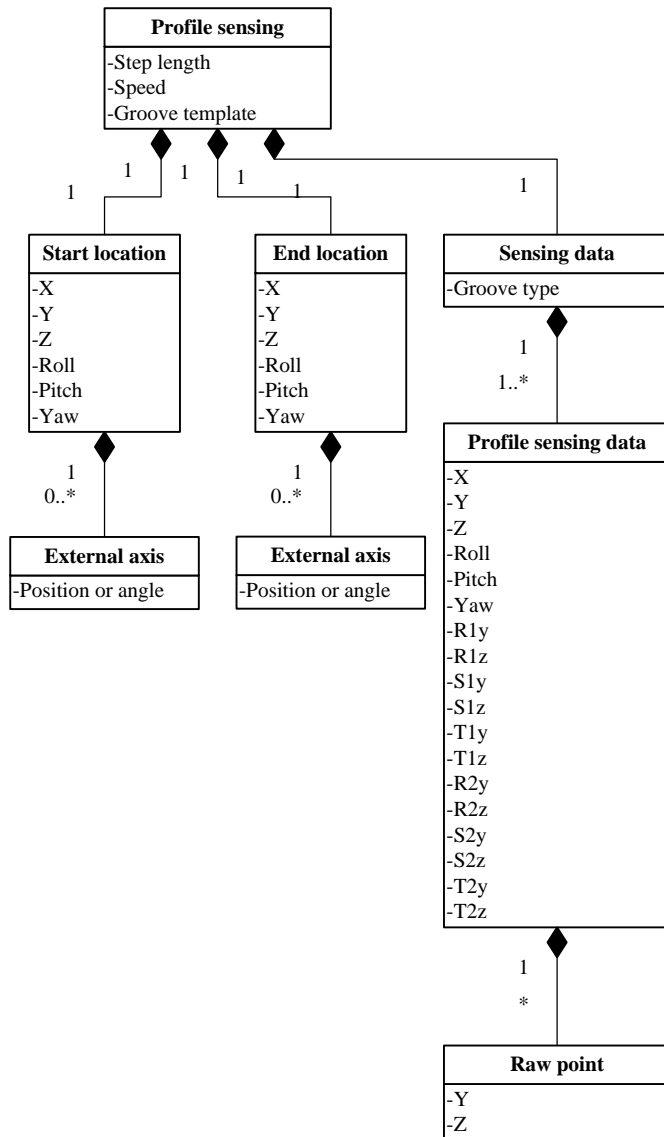 Profile sensing
-Step length
-Speed
-Groove template
1
1
1
1
1
1
Start location
-X
-Y
-Z
-Roll
-Pitch
-Yaw
1
0..*
External axis
-Position or angle
End location
-X
-Y
-Z
-Roll
-Pitch
-Yaw
1
0..*
External axis
-Position or angle
Sensing data
-Groove type
1
1..*
Profile sensing data
-X
-Y
-Z
-Roll
-Pitch
-Yaw
-R1y
-R1z
-S1y
-S1z
-T1y
-T1z
-R2y
-R2z
-S2y
-S2z
-T2y
-T2z
1
*
Raw point
-Y
-Z